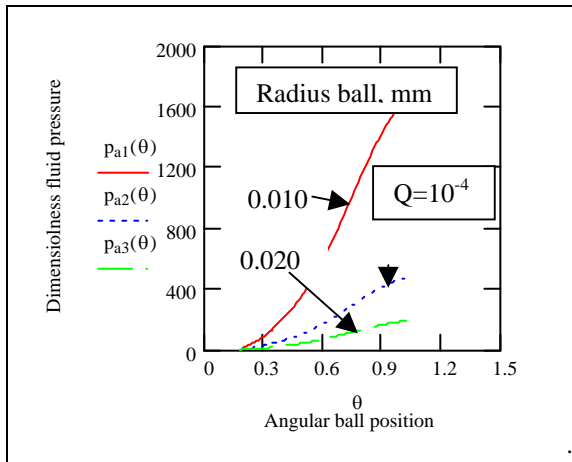 Dimensiolness fluid pressure
2000
1600
1200
800
400
0
pa1(θ)
pa2(θ)
pa3(θ)
Radius ball, mm
0.010
Q=10-4
0.020
0 0.3 0.6 0.9 1.2 1.5
θ
Angular ball position
.